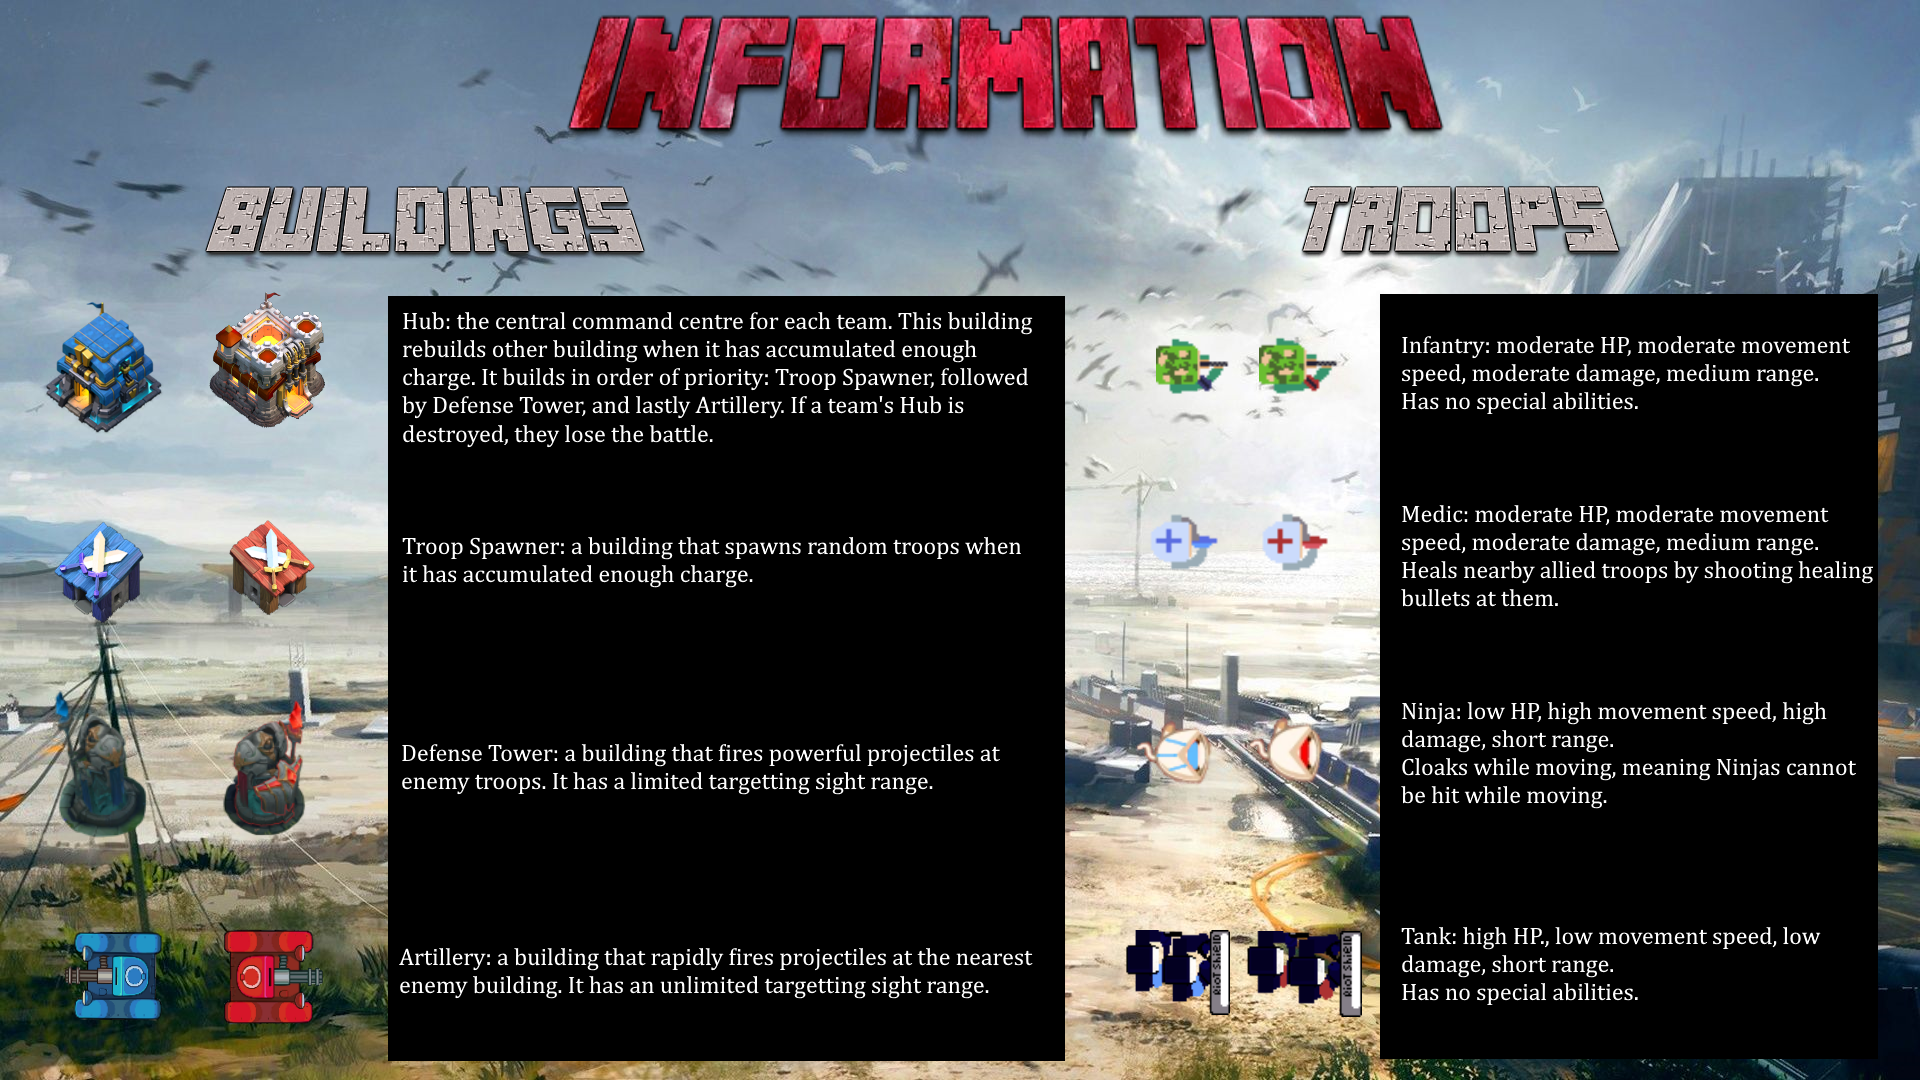 INFORMATION
BUILDINGS
Hub: the central command centre for each team. This building
rebuilds other building when it has accumulated enough
charge. It builds in order of priority: Troop Spawner, followed
by Defense Tower, and lastly Artillery. If a team's Hub is
destroyed, they lose the battle.
Troop Spawner: a building that spawns random troops when
it has accumulated enough charge.
Defense Tower: a building that fires powerful projectiles at
enemy troops. It has a limited targetting sight range.
Artillery: a building that rapidly fires projectiles at the nearest
enemy building. It has an unlimited targetting sight range.
TROOPS
Infantry: moderate HP, moderate movement
speed, moderate damage, medium range.
Has no special abilities.
Medic: moderate HP, moderate movement
speed, moderate damage, medium range.
Heals nearby allied troops by shooting healing
bullets at them.
Ninja: low HP, high movement speed, high
damage, short range.
Cloaks while moving, meaning Ninjas cannot
be hit while moving.
RIOT SHIELD
RIOT SHIELD
Tank: high HP., low movement speed, low
damage, short range.
Has no special abilities.